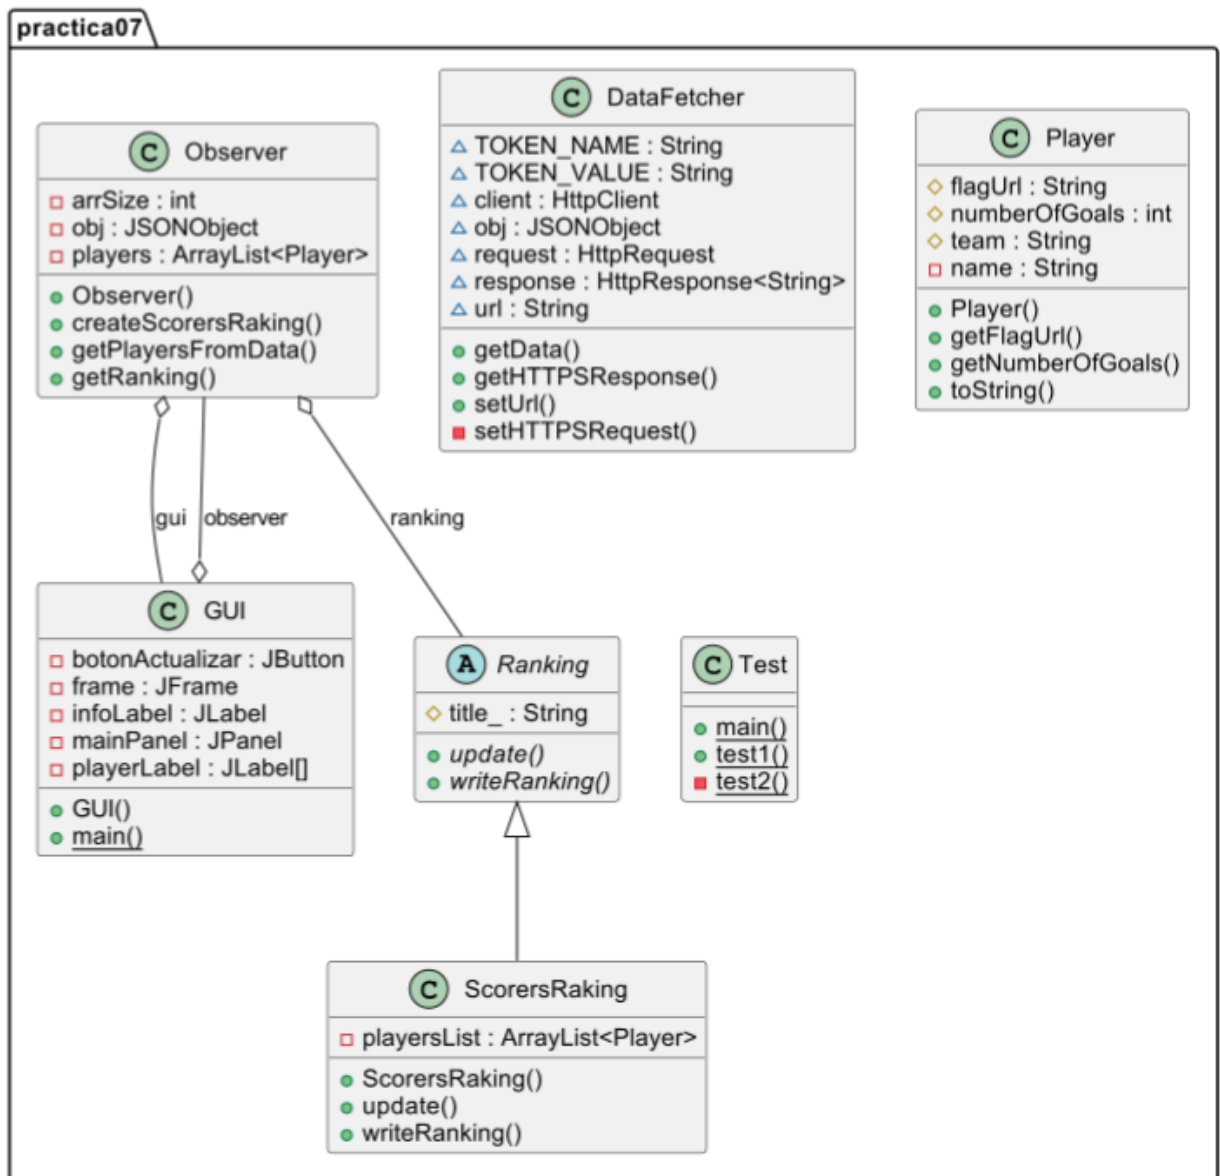 practica07
C Observer
arrSize : int
obj : JSONObject
players : ArrayList<Player>
Observer()
createScorersRaking()
getPlayersFromData()
getRanking()
C DataFetcher
TOKEN_NAME : String
TOKEN_VALUE : String
client : HttpClient
obj : JSONObject
request : HttpRequest
response : HttpResponse<String>
url : String
getData()
getHTTPSResponse()
setUrl()
setHTTPSRequest()
C Player
flagUrl : String
numberOfGoals : int
team : String
name : String
Player()
getFlagUrl()
getNumberOfGoals()
toString()
gui
observer
ranking
C GUI
botonActualizar : JButton
frame : JFrame
infoLabel : JLabel
mainPanel : JPanel
playerLabel : JLabel[]
GUI()
main()
A Ranking
title_ : String
update()
writeRanking()
C Test
main()
test1()
test2()
C ScorersRaking
playersList : ArrayList<Player>
ScorersRaking()
update()
writeRanking()